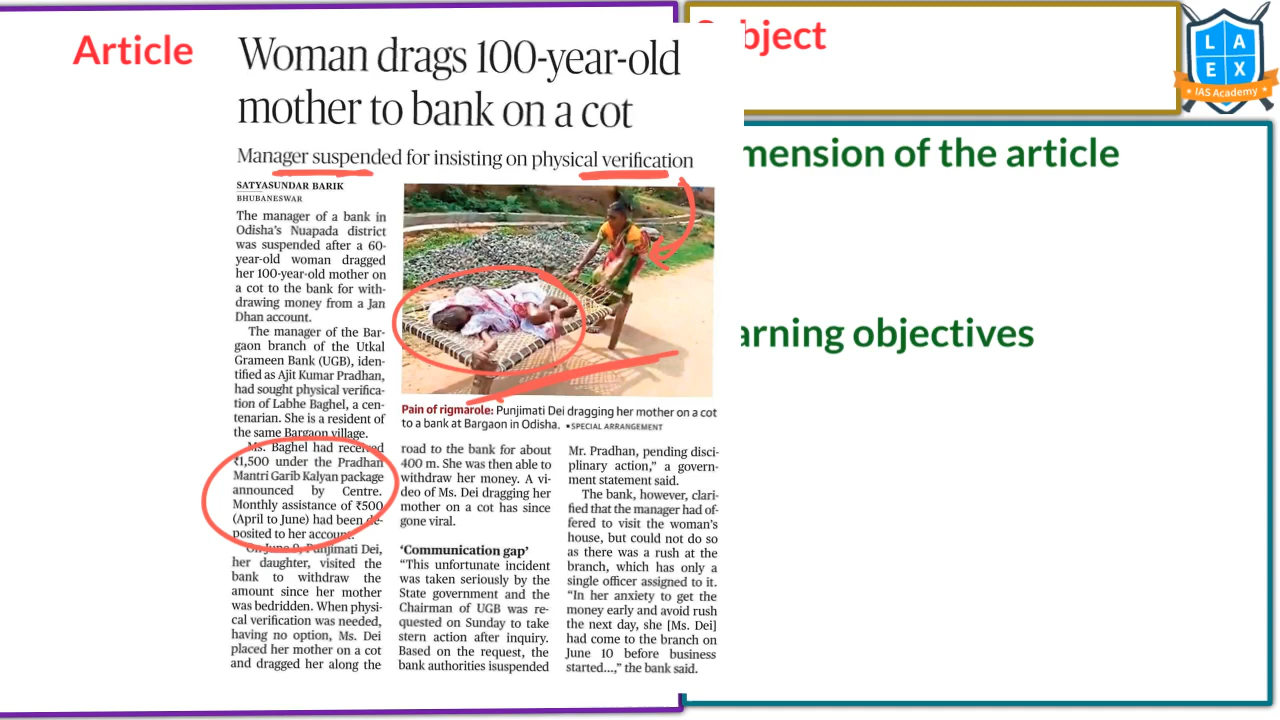 Article
Woman drags 100-year-old
mother to bank on a cot
Manager suspended for insisting on physical verification
SATYASUNDAR BARIK
BHUBANESWAR
The manager of a bank in
Odisha's Nuapada district
was suspended after a 60-
year-old woman dragged
her 100-year-old mother on
a cot to the bank for with-
drawing money from a Jan
Dhan account.
The manager of the Bar-
gaon branch of the Utkal
Grameen Bank (UGB), iden-
tified as Ajit Kumar Pradhan,
had sought physical verifica-
tion of Labhe Baghel, a cen-
tenarian. She is a resident of
the same Bargaon village.
Ms. Baghel had received
₹1,500 under the Pradhan
Mantri Garib Kalyan package
announced by Centre.
Monthly assistance of ₹500
(April to June) had been de-
posited to her account.
On June 9, Punjimati Dei,
her daughter, visited the
bank to withdraw the
amount since her mother
was bedridden. When physi-
cal verification was needed,
having no option, Ms. Dei
placed her mother on a cot
and dragged her along the
Pain of rigmarole: Punjimati Dei dragging her mother on a cot
to a bank at Bargaon in Odisha. ▪SPECIAL ARRANGEMENT
road to the bank for about
400 m. She was then able to
withdraw her money. A vi-
deo of Ms. Dei dragging her
mother on a cot has since
gone viral.
'Communication gap'
"This unfortunate incident
was taken seriously by the
State government and the
Chairman of UGB was re-
quested on Sunday to take
stern action after inquiry.
Based on the request, the
bank authorities isuspended
Mr. Pradhan, pending disci-
plinary action," a govern-
ment statement said.
The bank, however, clari-
fied that the manager had of-
fered to visit the woman's
house, but could not do so
as there was a rush at the
branch, which has only a
single officer assigned to it.
"In her anxiety to get the
money early and avoid rush
the next day, she [Ms. Dei]
had come to the branch on
June 10 before business
started...," the bank said.
bject
mension of the article
arning objectives
L A
E X
IAS Academy